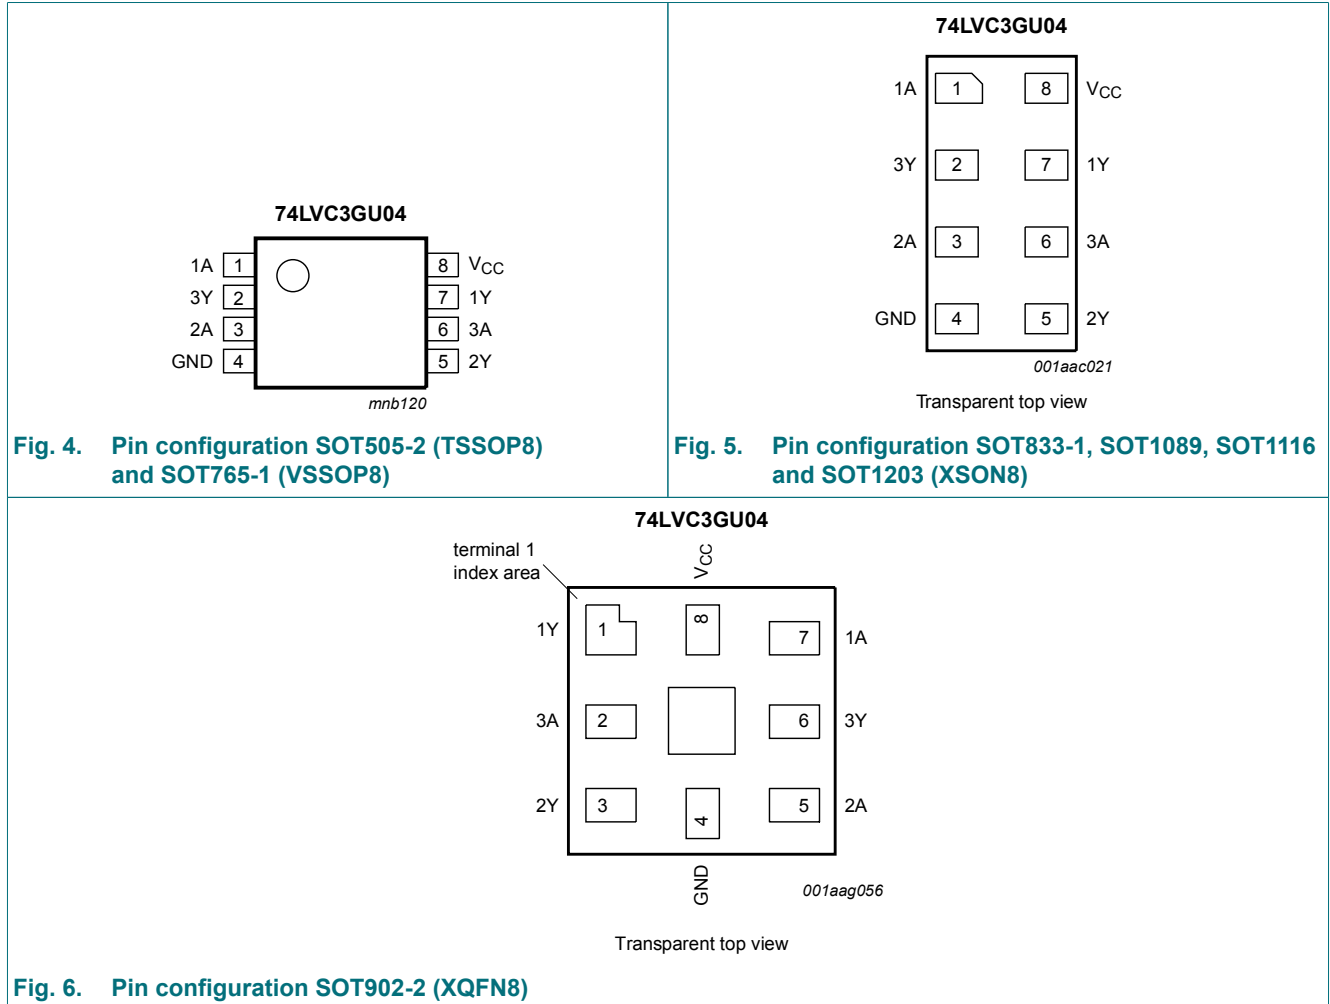 74LVC3GU04
1A 1 8 VCC
3Y 2 7 1Y
2A 3 6 3A
GND 4 5 2Y
mnb120
Fig. 4. Pin configuration SOT505-2 (TSSOP8)
and SOT765-1 (VSSOP8)
74LVC3GU04
1A 1 8 VCC
3Y 2 7 1Y
2A 3 6 3A
GND 4 5 2Y
001aac021
Transparent top view
Fig. 5. Pin configuration SOT833-1, SOT1089, SOT1116
and SOT1203 (XSON8)
74LVC3GU04
terminal 1
index area
VCC
1Y 1 8 7 1A
3A 2 6 3Y
2Y 3 4 5 2A
GND
001aag056
Transparent top view
Fig. 6. Pin configuration SOT902-2 (XQFN8)